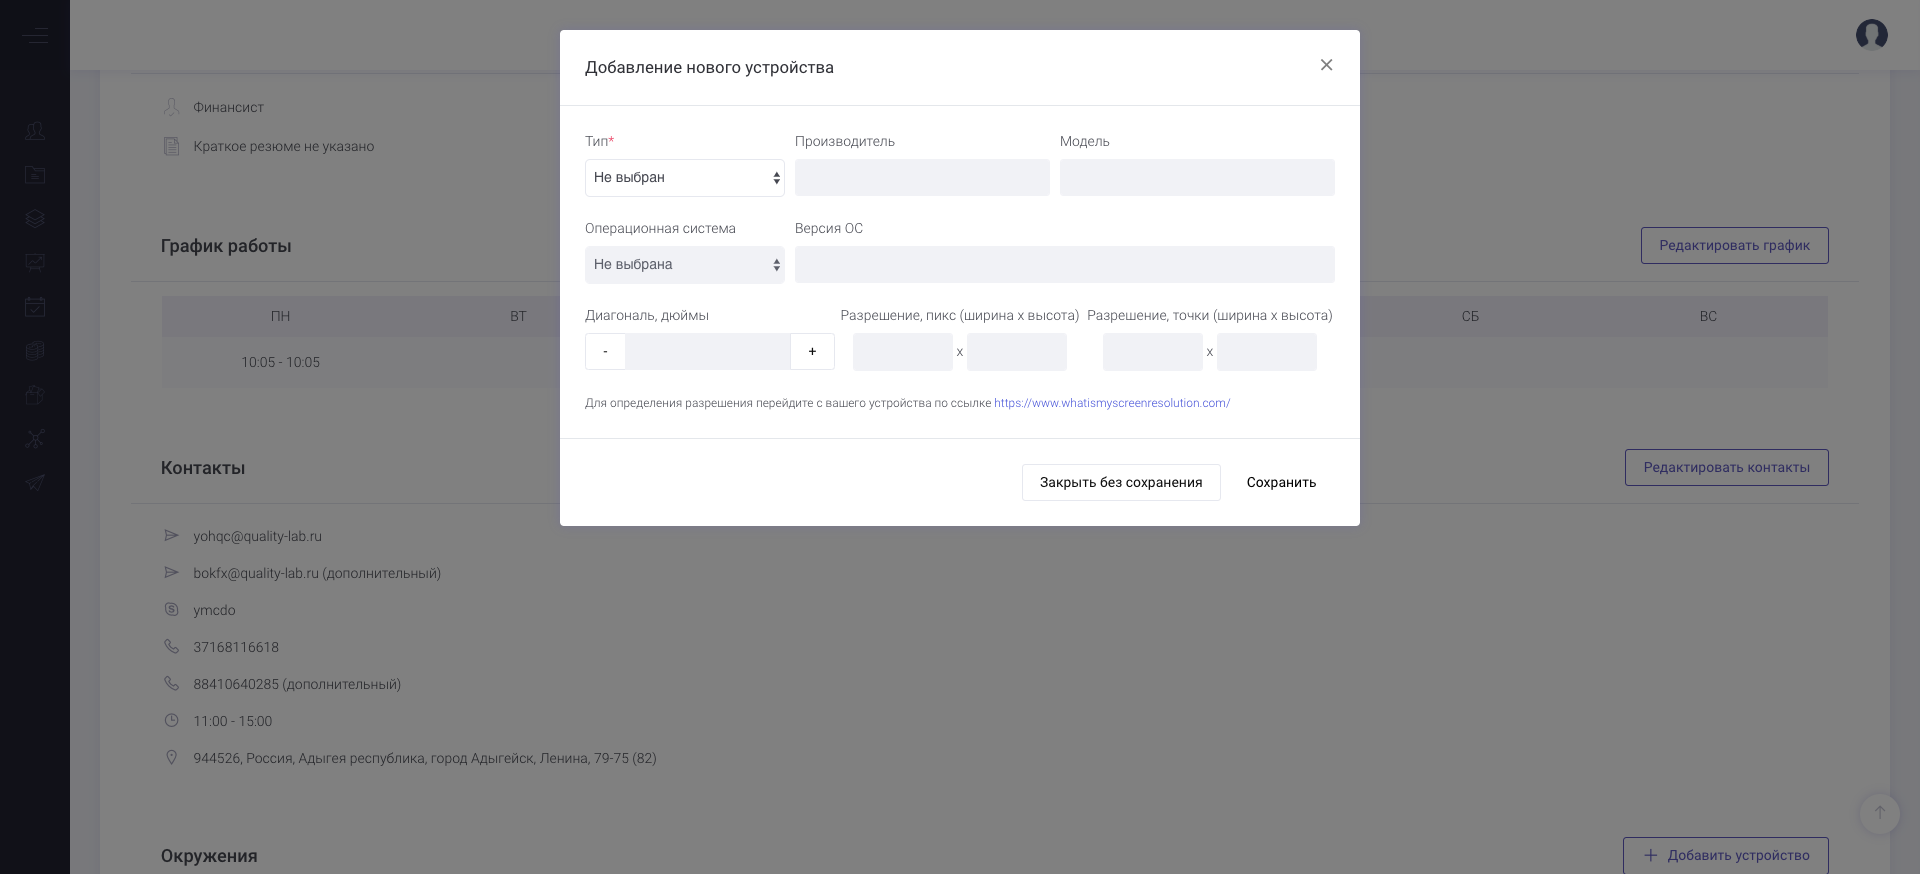 Добавление нового устройства
×
Тип* Производитель Модель
Не выбран
Операционная система Версия ОС
Не выбрана
Диагональ, дюймы Разрешение, пикс (ширина x высота) Разрешение, точки (ширина x высота)
- + x x
Для определения разрешения перейдите с вашего устройства по ссылке https://www.whatismyscreenresolution.com/
Закрыть без сохранения Сохранить
Финансист
Краткое резюме не указано
График работы Редактировать график
ПН ВТ СБ ВС
10:05 - 10:05
Контакты Редактировать контакты
yohqc@quality-lab.ru
bokfx@quality-lab.ru (дополнительный)
ymcdo
37168116618
88410640285 (дополнительный)
11:00 - 15:00
944526, Россия, Адыгея республика, город Адыгейск, Ленина, 79-75 (82)
Окружения + Добавить устройство